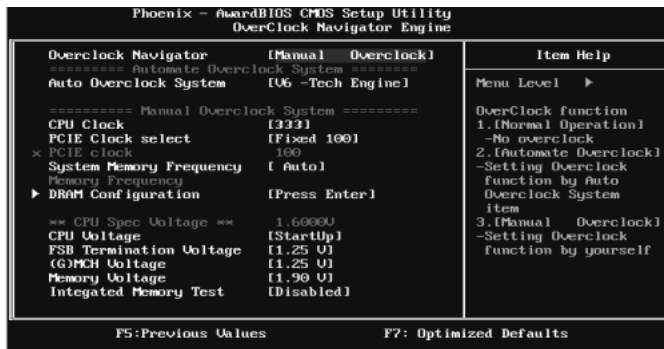 Phoenix - AwardBIOS CMOS Setup Utility
OverClock Navigator Engine
Overclock Navigator [Manual Overclock]
========= Automate Overclock System ========
Auto Overclock System [V6 -Tech Engine]
========== Manual Overclock System =========
CPU Clock [333]
PCIE Clock select [Fixed 100]
x PCIE clock 100
System Memory Frequency [ Auto]
Memory Frequency
► DRAM Configuration [Press Enter]
** CPU Spec Voltage ** 1.6000V
CPU Voltage [StartUp]
FSB Termination Voltage [1.25 V]
(G)MCH Voltage [1.25 V]
Memory Voltage [1.90 V]
Integated Memory Test [Disabled]
Item Help
Menu Level ►
OverClock function
1.[Normal Operation]
-No overclock
2.[Automate Overclock]
-Setting Overclock
function by Auto
Overclock System
item
3.[Manual Overclock]
-Setting Overclock
function by yourself
F5:Previous Values F7: Optimized Defaults